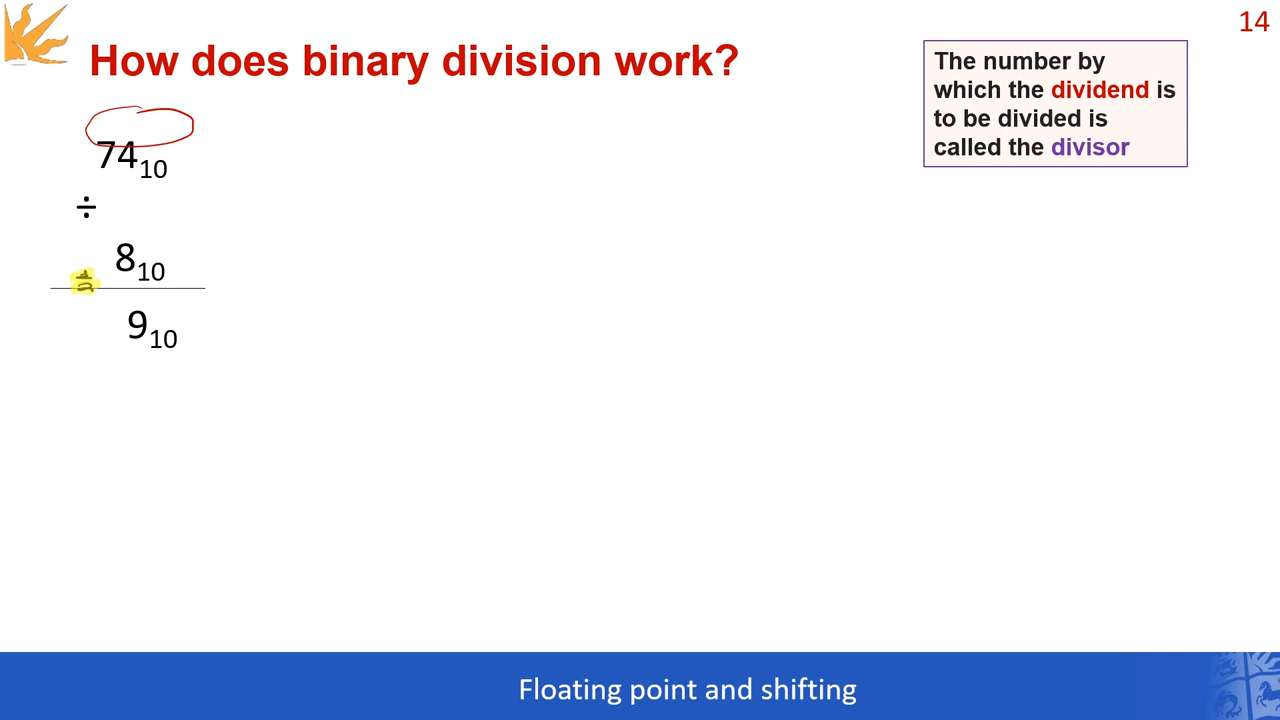 14
How does binary division work?
The number by
which the dividend is
to be divided is
called the divisor
74₁₀
÷
8₁₀
=
9₁₀
Floating point and shifting